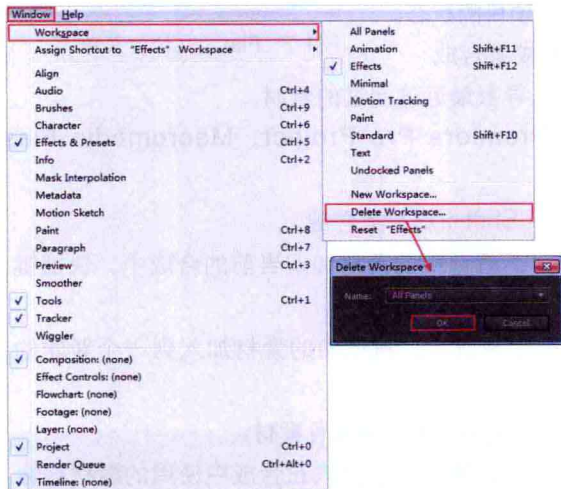 Window Help
Workspace
Assign Shortcut to "Effects" Workspace
Align
Audio Ctrl+4
Brushes Ctrl+9
Character Ctrl+6
Effects & Presets Ctrl+5
Info Ctrl+2
Mask Interpolation
Metadata
Motion Sketch
Paint Ctrl+8
Paragraph Ctrl+7
Preview Ctrl+3
Smoother
Tools Ctrl+1
Tracker
Wiggler
Composition: (none)
Effect Controls: (none)
Flowchart: (none)
Footage: (none)
Layer: (none)
Project Ctrl+0
Render Queue Ctrl+Alt+0
Timeline: (none)
All Panels
Animation Shift+F11
Effects Shift+F12
Minimal
Motion Tracking
Paint
Standard Shift+F10
Text
Undocked Panels
New Workspace...
Delete Workspace...
Reset "Effects"
Delete Workspace
Name: All Panels
OK Cancel